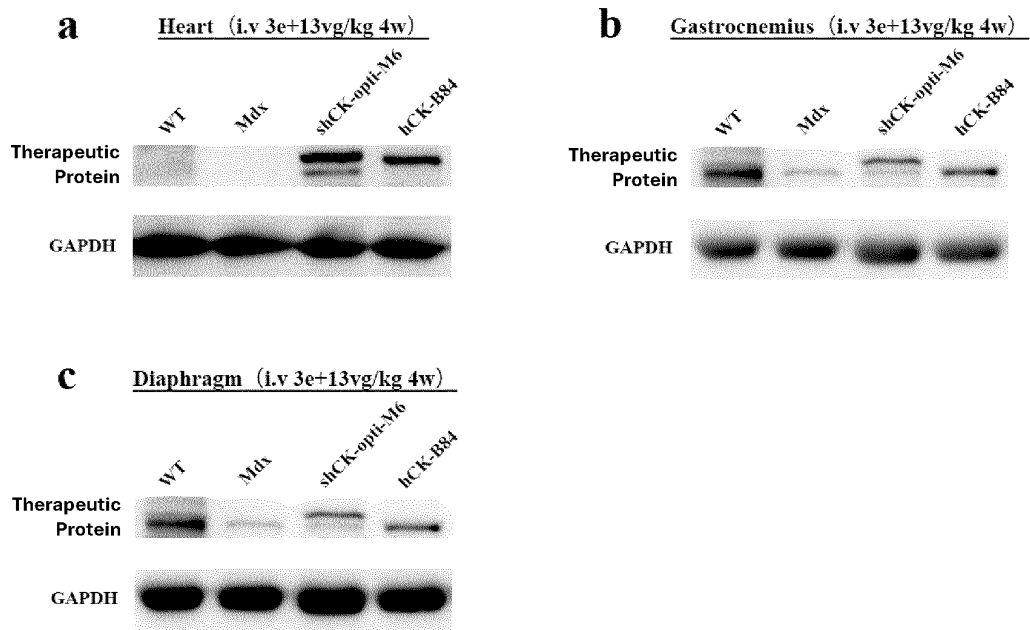 a
Heart (i.v 3e+13vg/kg 4w)
WT
Mdx
shCK-opti-M6
hCK-B84
Therapeutic
Protein
GAPDH
b
Gastrocnemius (i.v 3e+13vg/kg 4w)
WT
Mdx
shCK-opti-M6
hCK-B84
Therapeutic
Protein
GAPDH
c
Diaphragm (i.v 3e+13vg/kg 4w)
WT
Mdx
shCK-opti-M6
hCK-B84
Therapeutic
Protein
GAPDH